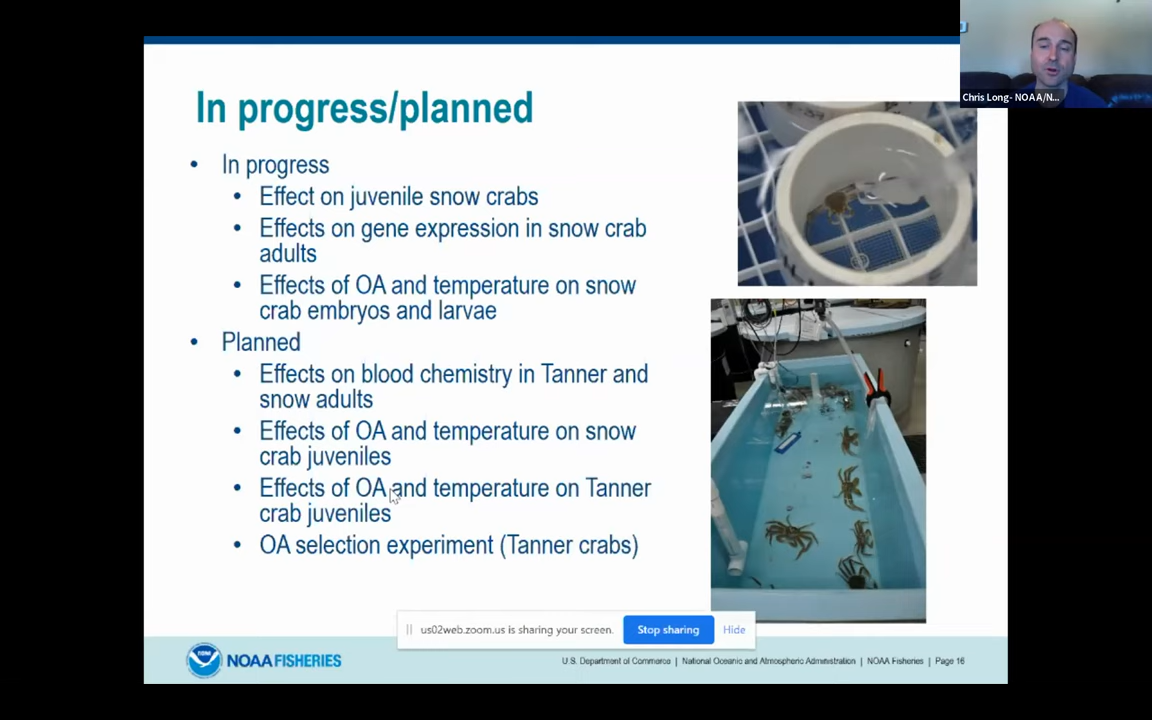 Chris Long- NOAA/N...
In progress/planned
• In progress
• Effect on juvenile snow crabs
• Effects on gene expression in snow crab
adults
• Effects of OA and temperature on snow
crab embryos and larvae
• Planned
• Effects on blood chemistry in Tanner and
snow adults
• Effects of OA and temperature on snow
crab juveniles
• Effects of OA and temperature on Tanner
crab juveniles
• OA selection experiment (Tanner crabs)
us02web.zoom.us is sharing your screen.
Stop sharing
Hide
NOAA FISHERIES
U.S. Department of Commerce | National Oceanic and Atmospheric Administration | NOAA Fisheries | Page 16